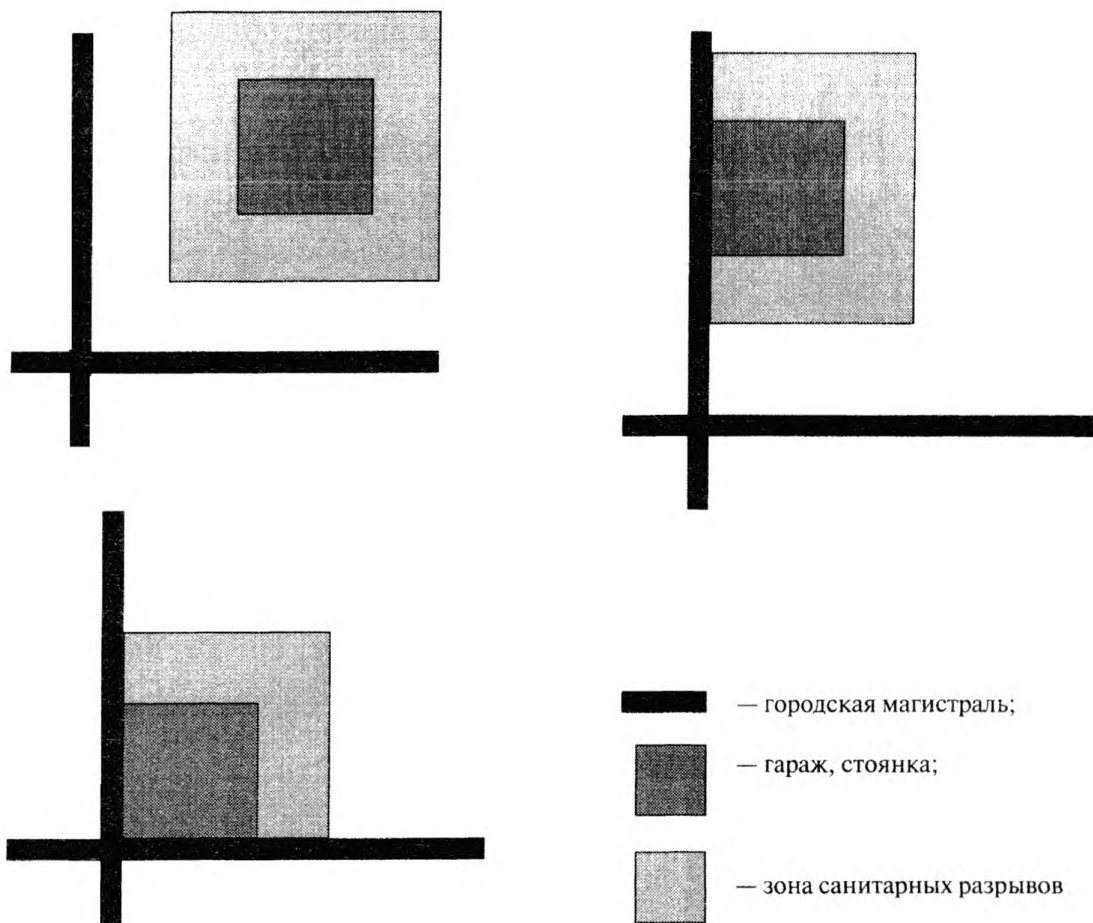 — городская магистраль;
— гараж, стоянка;
— зона санитарных разрывов